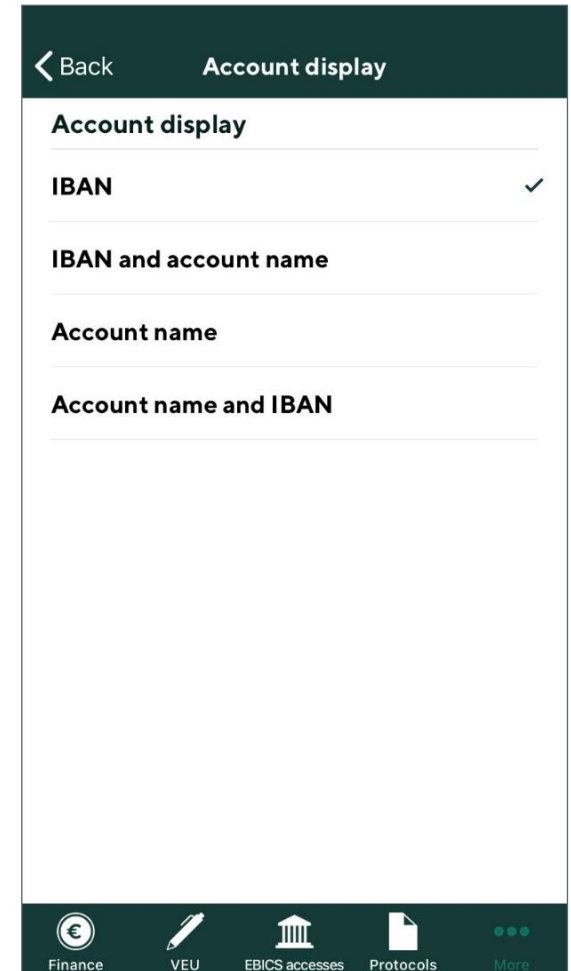 Back Account display
Account display
IBAN
IBAN and account name
Account name
Account name and IBAN
Finance VEU EBICS accesses Protocols More